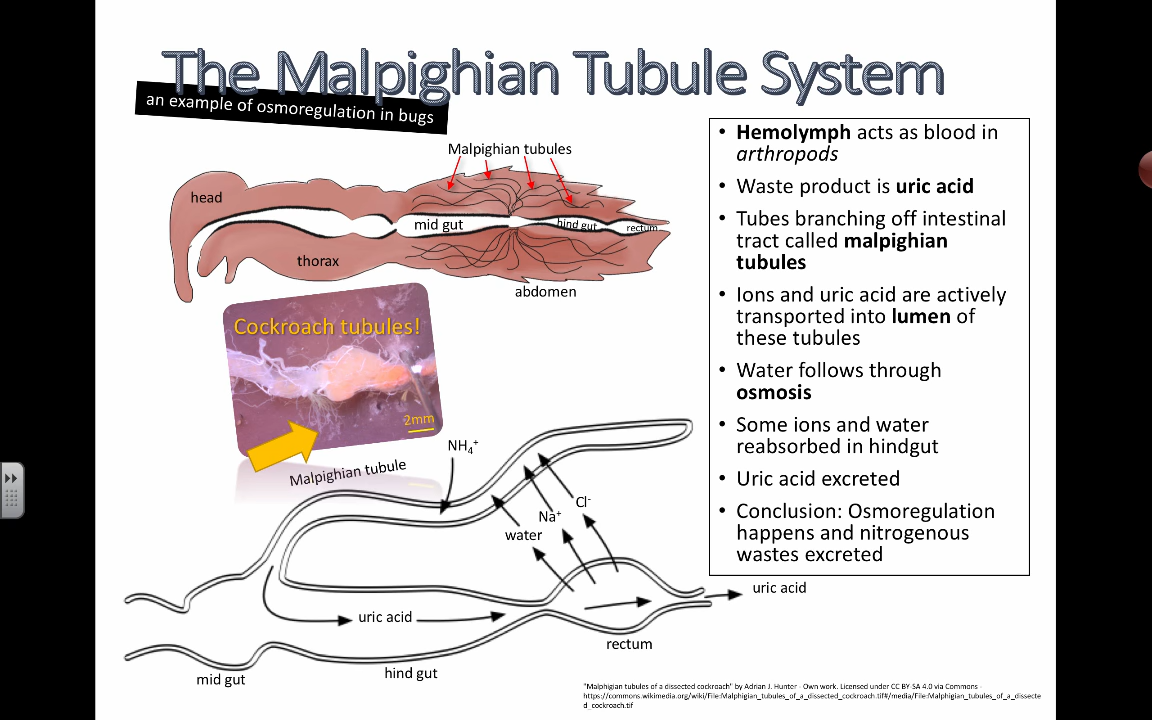 The Malpighian Tubule System
an example of osmoregulation in bugs
Malpighian tubules
head
mid gut
hind gut
rectum
thorax
abdomen
Cockroach tubules!
2mm
• Hemolymph acts as blood in
arthropods
• Waste product is uric acid
• Tubes branching off intestinal
tract called malpighian
tubules
• Ions and uric acid are actively
transported into lumen of
these tubules
• Water follows through
osmosis
• Some ions and water
reabsorbed in hindgut
• Uric acid excreted
• Conclusion: Osmoregulation
happens and nitrogenous
wastes excreted
NH4+
Malpighian tubule
Cl-
Na+
water
uric acid
uric acid
rectum
hind gut
mid gut
"Malphigian tubules of a dissected cockroach" by Adrian J. Hunter - Own work. Licensed under CC BY-SA 4.0 via Commons -
https://commons.wikimedia.org/wiki/File:Malphigian_tubules_of_a_dissected_cockroach.tif#/media/File:Malphigian_tubules_of_a_dissecte
d_cockroach.tif